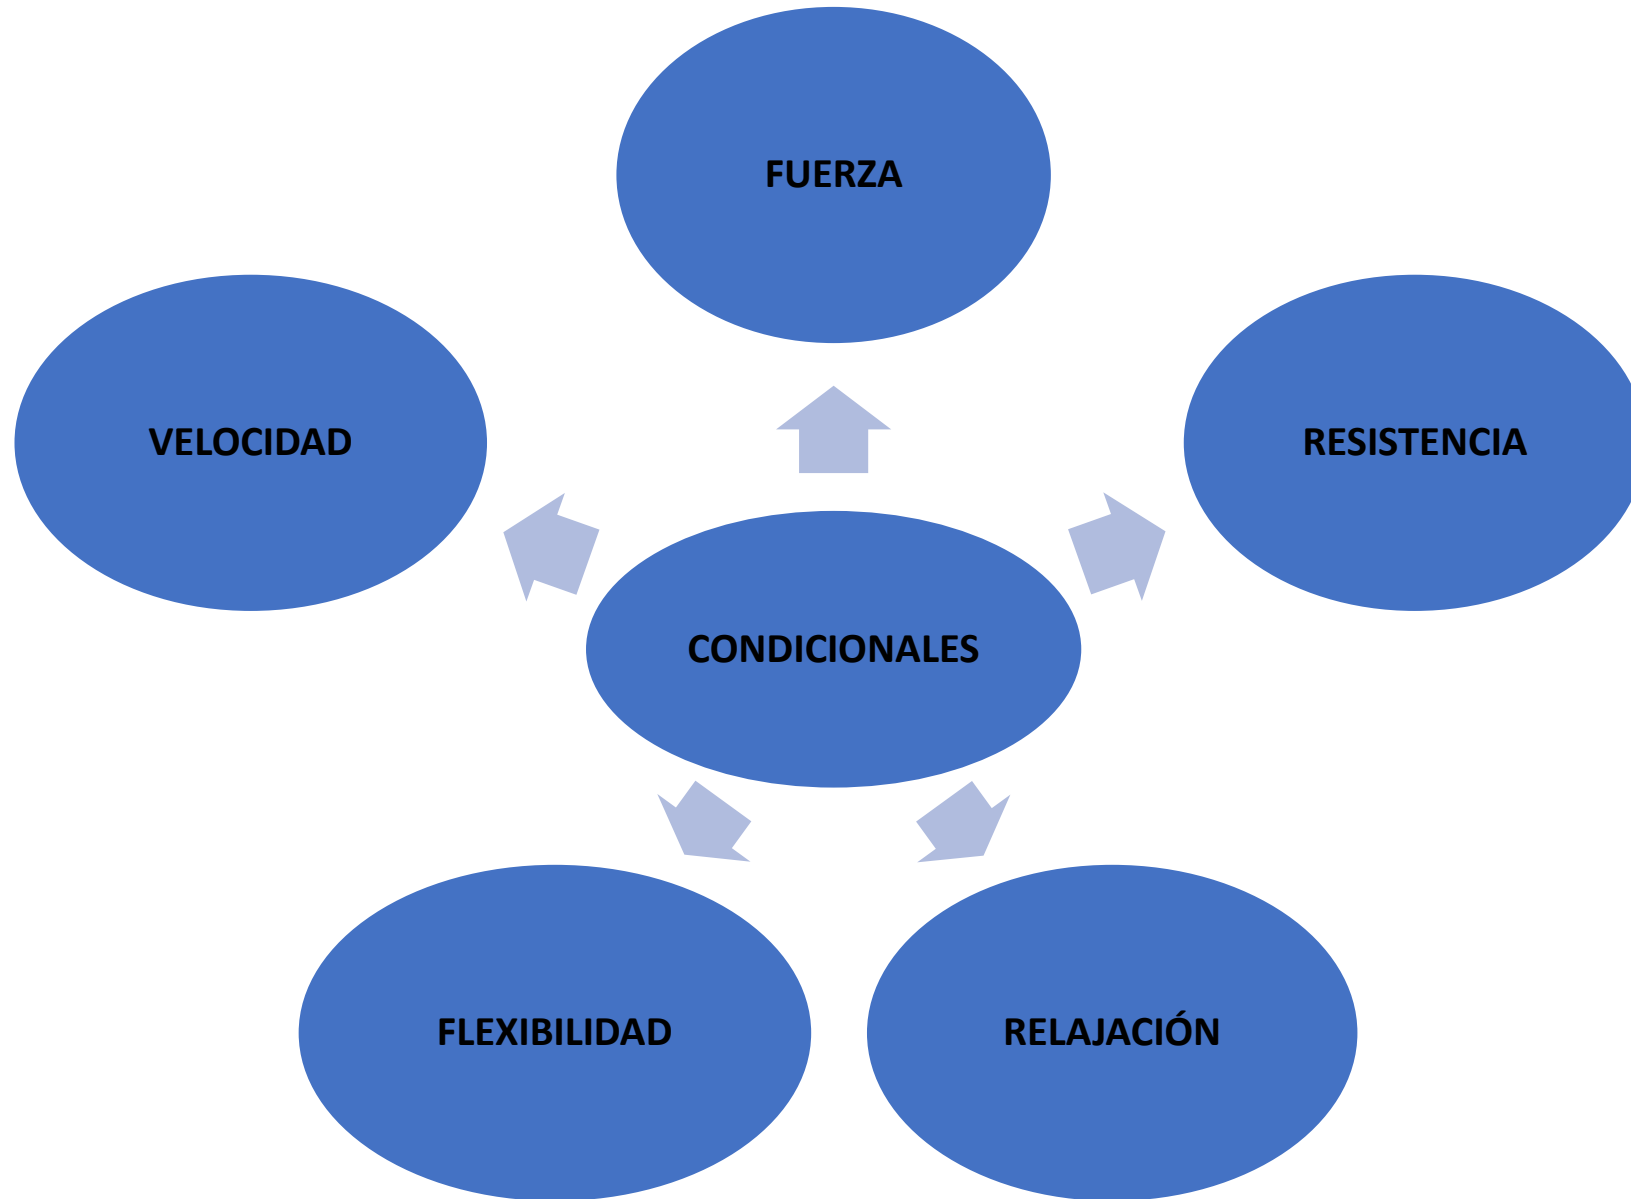 FUERZA
VELOCIDAD
RESISTENCIA
CONDICIONALES
FLEXIBILIDAD
RELAJACIÓN